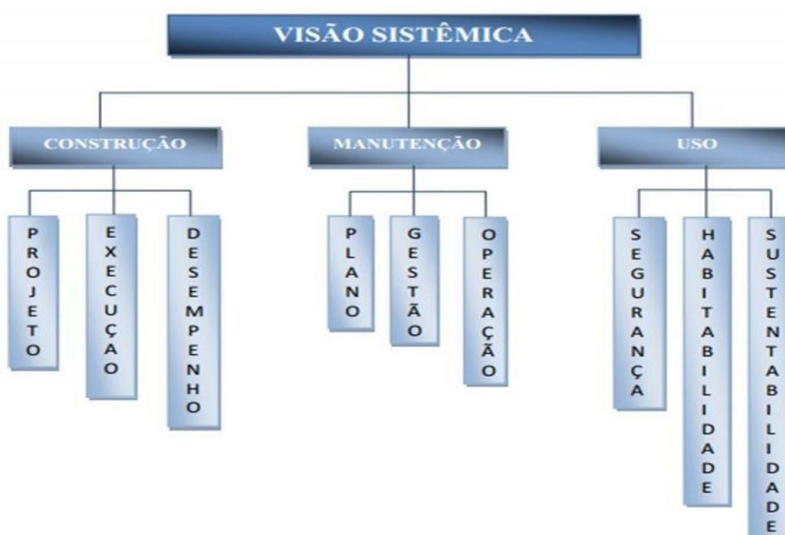 VISÃO SISTÊMICA
CONSTRUÇÃO
MANUTENÇÃO
USO
PROJETO
EXECUÇAO
DESEMPENHO
PLANO
GESTÃO
OPERAÇÃO
SEGURANÇA
HABITABILIDADE
SUSTENTABILIDADE